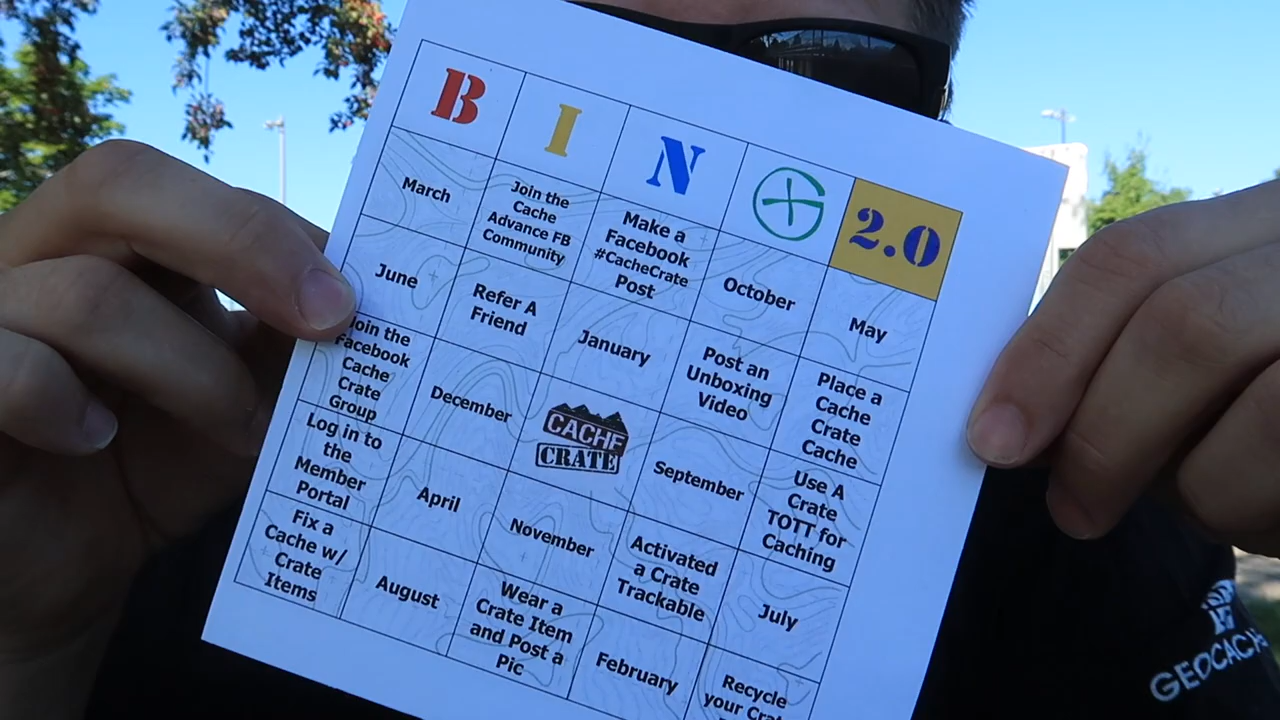 B I N G 2.0
March
Join the
Cache
Advance FB
Community
Make a
Facebook
#CacheCrate
Post
October
May
June
Refer A
Friend
January
Post an
Unboxing
Video
Place a
Cache
Crate
Cache
Join the
Facebook
Cache
Crate
Group
December
CACHE
CRATE
September
Use A
Crate
TOTT for
Caching
Log in to
the
Member
Portal
April
November
Activated
a Crate
Trackable
July
Fix a
Cache w/
Crate
Items
August
Wear a
Crate Item
and Post a
Pic
February
Recycle
your Crat
GEOCACH